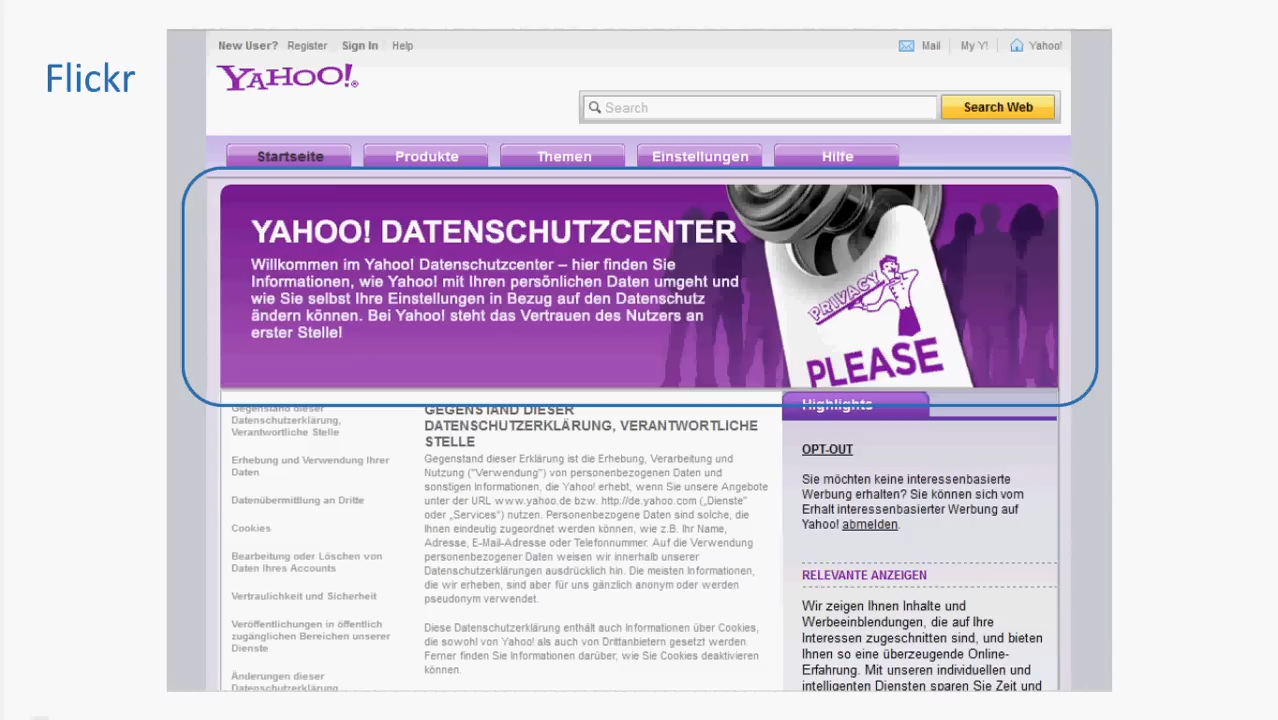 Flickr
New User? Register Sign In Help
Mail My Y! Yahoo!
YAHOO!®
Search
Search Web
Startseite Produkte Themen Einstellungen Hilfe
YAHOO! DATENSCHUTZCENTER
Willkommen im Yahoo! Datenschutzcenter – hier finden Sie
Informationen, wie Yahoo! mit Ihren persönlichen Daten umgeht und
wie Sie selbst Ihre Einstellungen in Bezug auf den Datenschutz
ändern können. Bei Yahoo! steht das Vertrauen des Nutzers an
erster Stelle!
PRIVACY
PLEASE
Gegenstand dieser
Datenschutzerklärung,
Verantwortliche Stelle
Erhebung und Verwendung Ihrer
Daten
Datenübermittlung an Dritte
Cookies
Bearbeitung oder Löschen von
Daten Ihres Accounts
Vertraulichkeit und Sicherheit
Veröffentlichungen in öffentlich
zugänglichen Bereichen unserer
Dienste
Änderungen dieser
Datenschutzerklärung
GEGENSTAND DIESER
DATENSCHUTZERKLÄRUNG, VERANTWORTLICHE
STELLE
Gegenstand dieser Erklärung ist die Erhebung, Verarbeitung und
Nutzung ("Verwendung") von personenbezogenen Daten und
sonstigen Informationen, die Yahoo! erhebt, wenn Sie unsere Angebote
unter der URL www.yahoo.de bzw. http://de.yahoo.com („Dienste"
oder „Services") nutzen. Personenbezogene Daten sind solche, die
Ihnen eindeutig zugeordnet werden können, wie z.B. Ihr Name,
Adresse, E-Mail-Adresse oder Telefonnummer. Auf die Verwendung
personenbezogener Daten weisen wir innerhalb unserer
Datenschutzerklärungen ausdrücklich hin. Die meisten Informationen,
die wir erheben, sind aber für uns gänzlich anonym oder werden
pseudonym verwendet.
Diese Datenschutzerklärung enthält auch Informationen über Cookies,
die sowohl von Yahoo! als auch von Drittanbietern gesetzt werden.
Ferner finden Sie Informationen darüber, wie Sie Cookies deaktivieren
können.
Highlights
OPT-OUT
Sie möchten keine interessenbasierte
Werbung erhalten? Sie können sich vom
Erhalt interessenbasierter Werbung auf
Yahoo! abmelden.
RELEVANTE ANZEIGEN
Wir zeigen Ihnen Inhalte und
Werbeeinblendungen, die auf Ihre
Interessen zugeschnitten sind, und bieten
Ihnen so eine überzeugende Online-
Erfahrung. Mit unseren individuellen und
intelligenten Diensten sparen Sie Zeit und